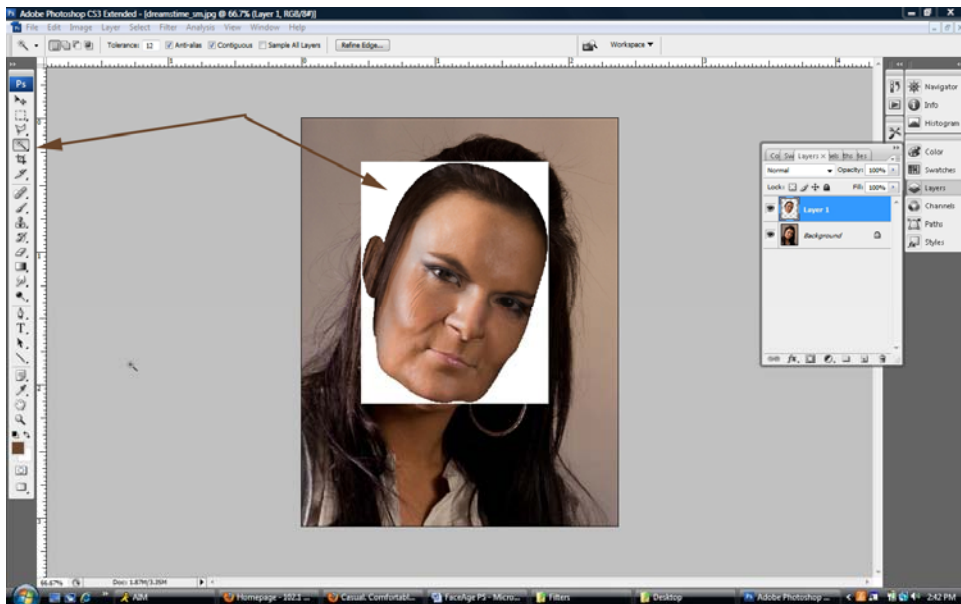 Adobe Photoshop CS3 Extended - [dreamstime_sm.jpg @ 66.7% (Layer 1, RGB/8#)]
File Edit Image Layer Select Filter Analysis View Window Help
Tolerance: 12 Anti-alias Contiguous Sample All Layers Refine Edge... Workspace
Ps
Navigator
Info
Histogram
Color
Swatches
Layers
Channels
Paths
Styles
Layers
Normal Opacity: 100%
Lock: Fill: 100%
Layer 1
Background
66.67% Doc: 1.87M/3.35M
AIM Homepage - 102.1 ... Casual, Comfortabl... FaceAge PS - Micro... Filters Desktop Adobe Photoshop ... 2:42 PM